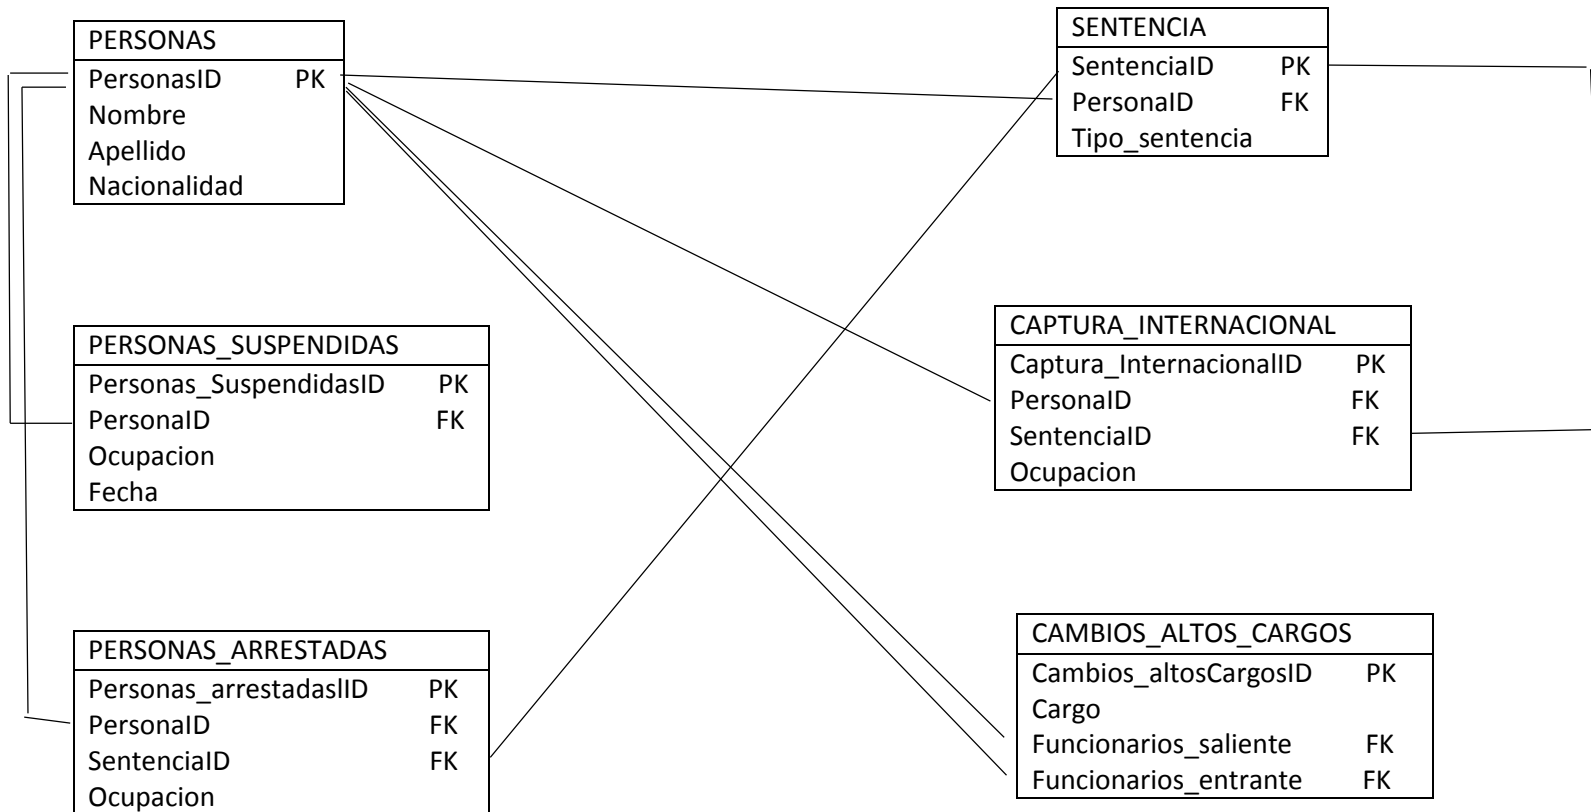 PERSONAS
PersonasID PK
Nombre
Apellido
Nacionalidad
SENTENCIA
SentenciaID PK
PersonaID FK
Tipo_sentencia
PERSONAS_SUSPENDIDAS
Personas_SuspendidasID PK
PersonaID FK
Ocupacion
Fecha
CAPTURA_INTERNACIONAL
Captura_InternacionalID PK
PersonaID FK
SentenciaID FK
Ocupacion
PERSONAS_ARRESTADAS
Personas_arrestadaslID PK
PersonaID FK
SentenciaID FK
Ocupacion
CAMBIOS_ALTOS_CARGOS
Cambios_altosCargosID PK
Cargo
Funcionarios_saliente FK
Funcionarios_entrante FK